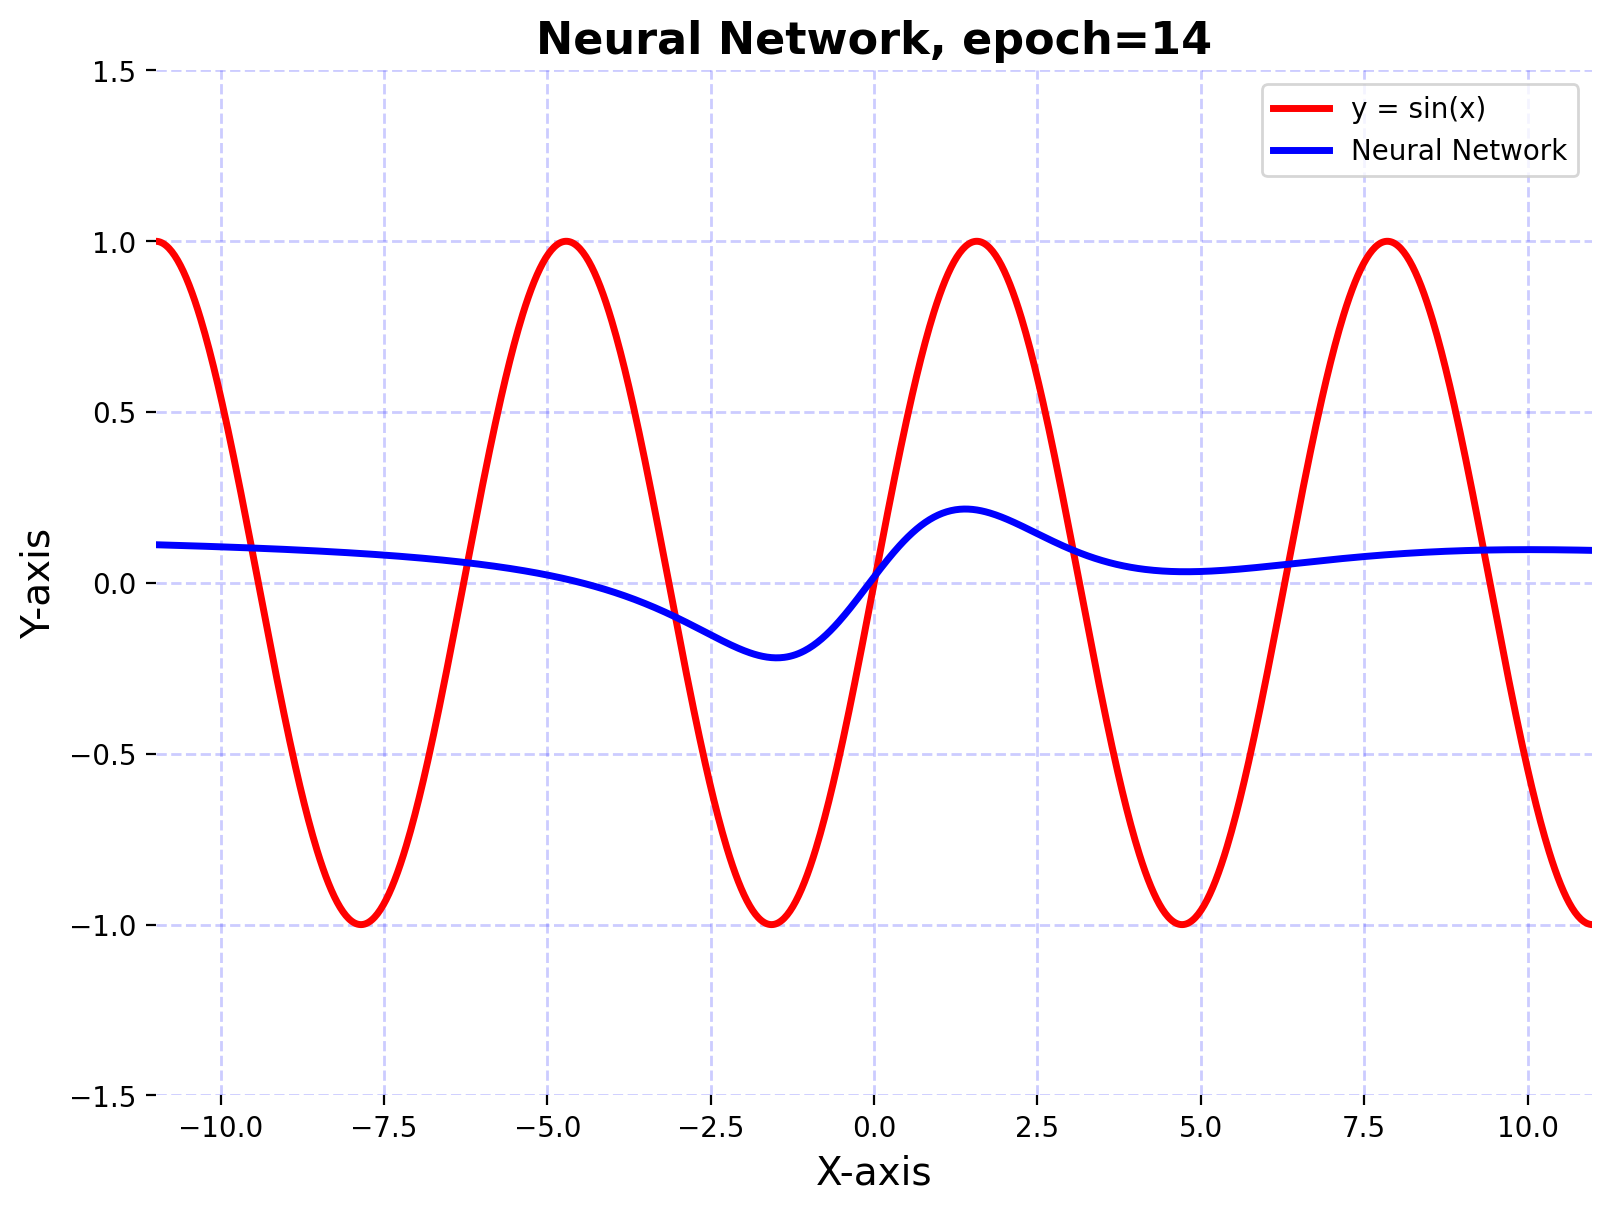 Neural Network, epoch=14
y = sin(x)
Neural Network
1.5
1.0
0.5
0.0
−0.5
−1.0
−1.5
Y-axis
−10.0 −7.5 −5.0 −2.5 0.0 2.5 5.0 7.5 10.0
X-axis